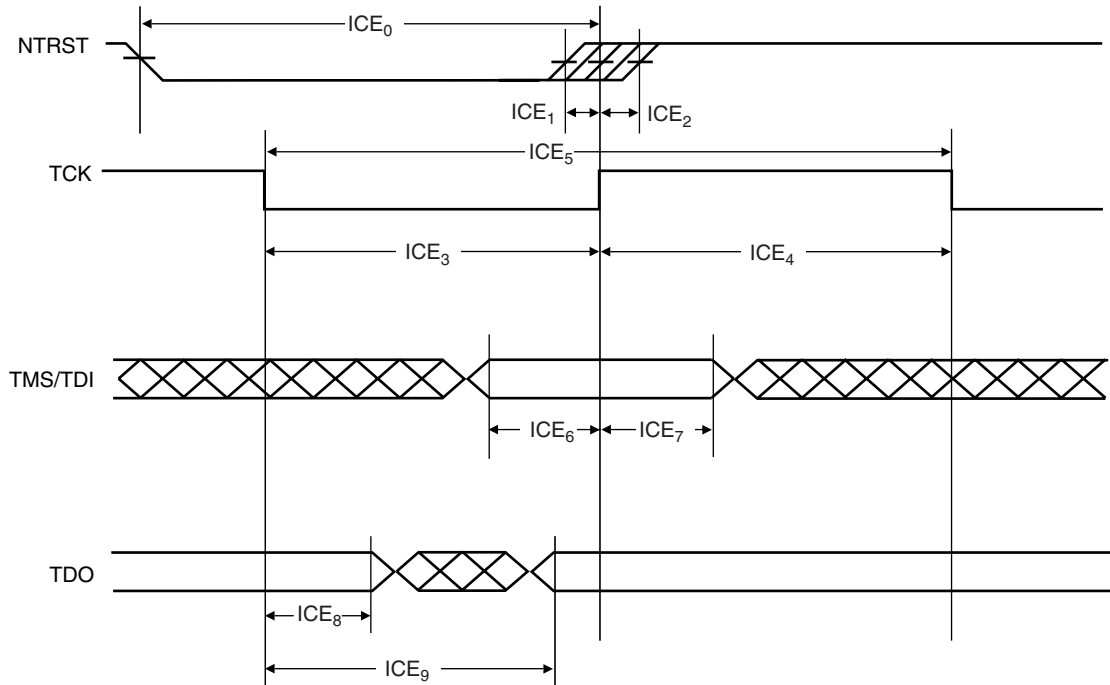 ICE0
NTRST
ICE1
ICE2
ICE5
TCK
ICE3
ICE4
TMS/TDI
ICE6
ICE7
TDO
ICE8
ICE9